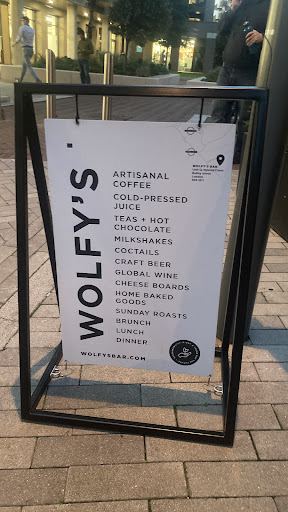 WOLFY'S
ARTISANAL
COFFEE
COLD-PRESSED
JUICE
TEAS + HOT
CHOCOLATE
MILKSHAKES
COCTAILS
CRAFT BEER
GLOBAL WINE
CHEESE BOARDS
HOME BAKED
GOODS
SUNDAY ROASTS
BRUNCH
LUNCH
DINNER
WOLFYSBAR.COM
WOLFY'S BAR